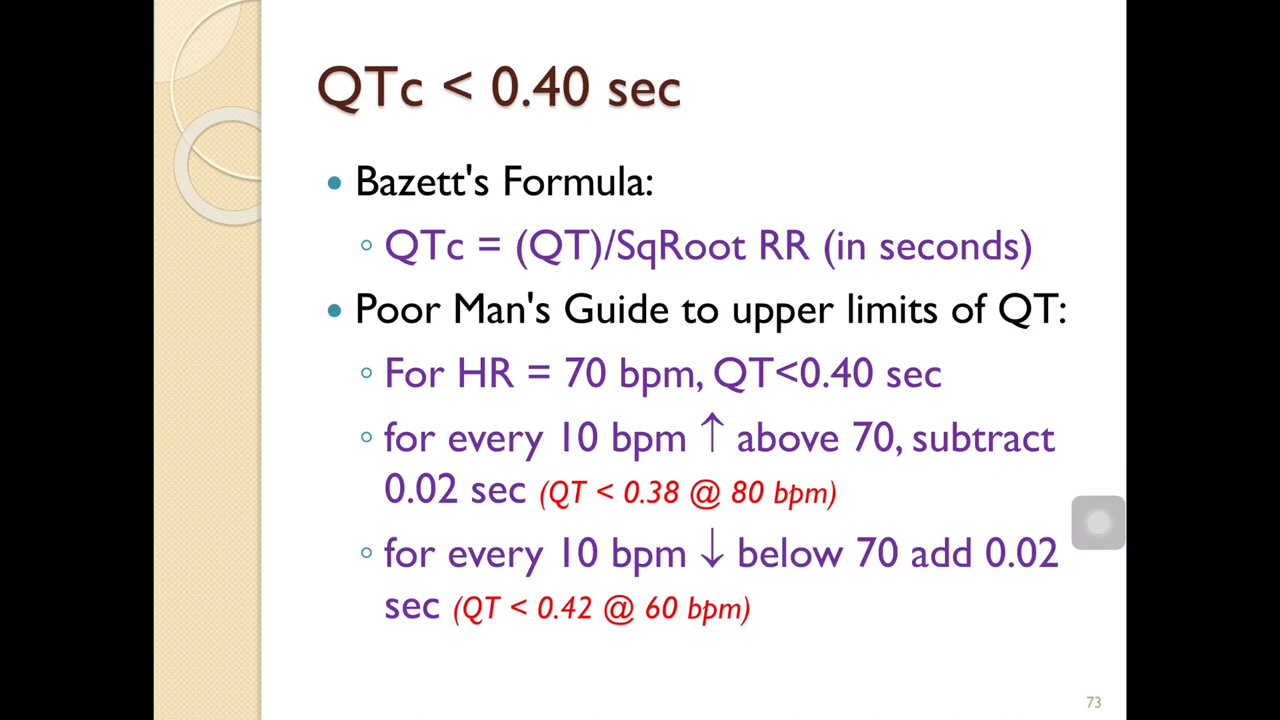 QTc < 0.40 sec
• Bazett's Formula:
◦ QTc = (QT)/SqRoot RR (in seconds)
• Poor Man's Guide to upper limits of QT:
◦ For HR = 70 bpm, QT<0.40 sec
◦ for every 10 bpm ↑ above 70, subtract
0.02 sec (QT < 0.38 @ 80 bpm)
◦ for every 10 bpm ↓ below 70 add 0.02
sec (QT < 0.42 @ 60 bpm)
73